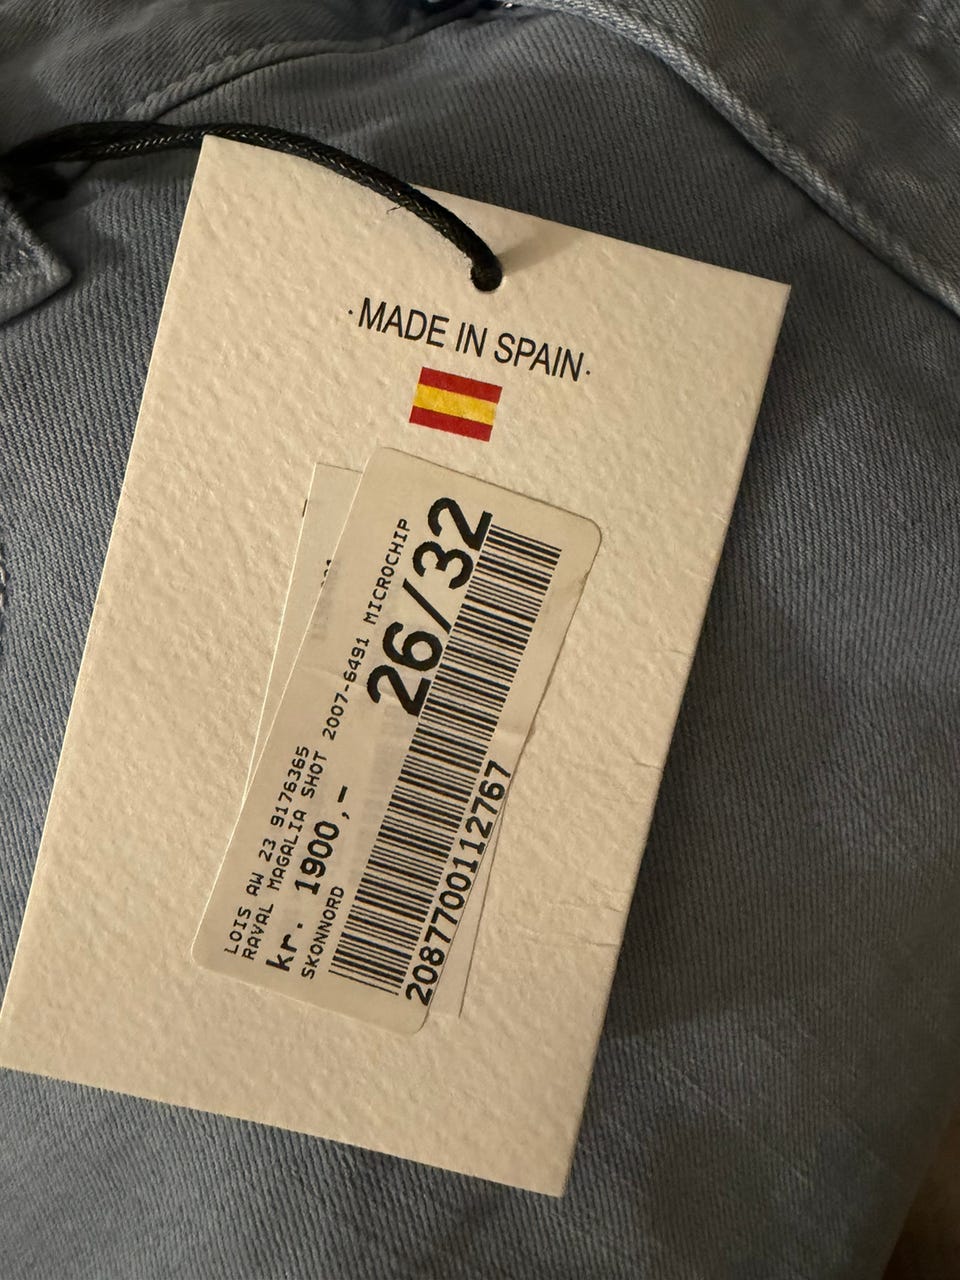 ·MADE IN SPAIN·
LOIS AW 23 9176365
RAVAL MAGALIA SHOT 2007-6491 MICROCHIP
kr. 1900,-
26/32
SKONNORD
2087700112767